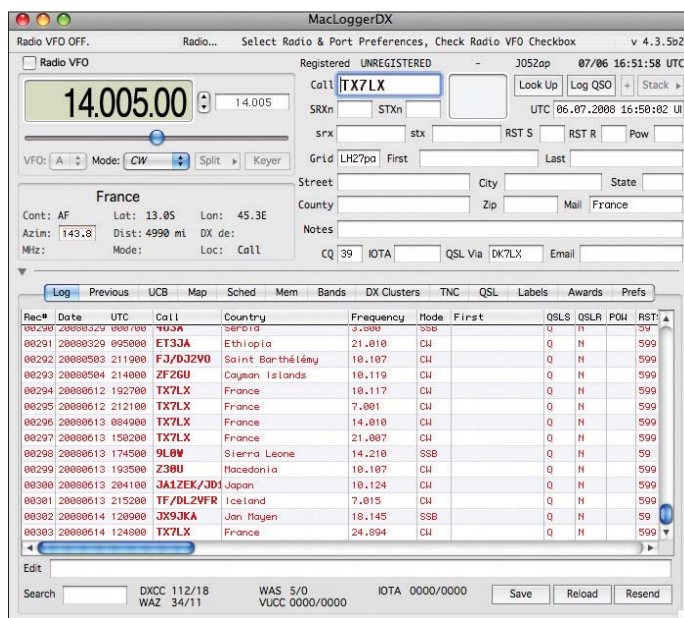 MacLoggerDX
Radio VFO OFF. Radio... Select Radio & Port Preferences, Check Radio VFO Checkbox v 4.3.5b2
Radio VFO Registered UNREGISTERED - JO52ap 07/06 16:51:58 UTC
Call TX7LX Look Up Log QSO + Stack
14.005.00 14.005
SRXn STXn UTC 06.07.2008 16:50:02 UT
srx stx RST S RST R Pow
VFO: A Mode: CW Split Keyer
Grid LH27pa First Last
Street City State
France
County Zip Mail France
Cont: AF Lat: 13.0S Lon: 45.3E
Azim: 143.8 Dist: 4990 mi DX de:
Notes
MHz: Mode: Loc: Call
CQ 39 IOTA QSL Via DK7LX Email
Log Previous UCB Map Sched Mem Bands DX Clusters TNC QSL Labels Awards Prefs
Rec# Date UTC Call Country Frequency Mode First QSLS QSLR POW RST
00290 20080329 000700 4U3A Serbia 3.800 SSB Q N 59
00291 20080329 095000 ET3JA Ethiopia 21.010 CW Q N 599
00292 20080503 211900 FJ/DJ2VO Saint Barthélémy 10.107 CW Q N 599
00293 20080504 214000 ZF2GU Cayman Islands 10.119 CW Q N 599
00294 20080612 192700 TX7LX France 10.117 CW Q N 599
00295 20080612 212100 TX7LX France 7.001 CW Q N 599
00296 20080613 084900 TX7LX France 14.010 CW Q N 599
00297 20080613 150200 TX7LX France 21.007 CW Q N 599
00298 20080613 174500 9L0W Sierra Leone 14.210 SSB Q N 59
00299 20080613 193500 Z30U Macedonia 10.107 CW Q N 599
00300 20080613 204100 JA1ZEK/JD1 Japan 10.124 CW Q N 599
00301 20080613 215200 TF/DL2VFR Iceland 7.015 CW Q N 599
00302 20080614 120900 JX9JKA Jan Mayen 18.145 SSB Q N 59
00303 20080614 124800 TX7LX France 24.894 CW Q N 599
Edit
Search DXCC 112/18 WAS 5/0 IOTA 0000/0000 Save Reload Resend
WAZ 34/11 VUCC 0000/0000